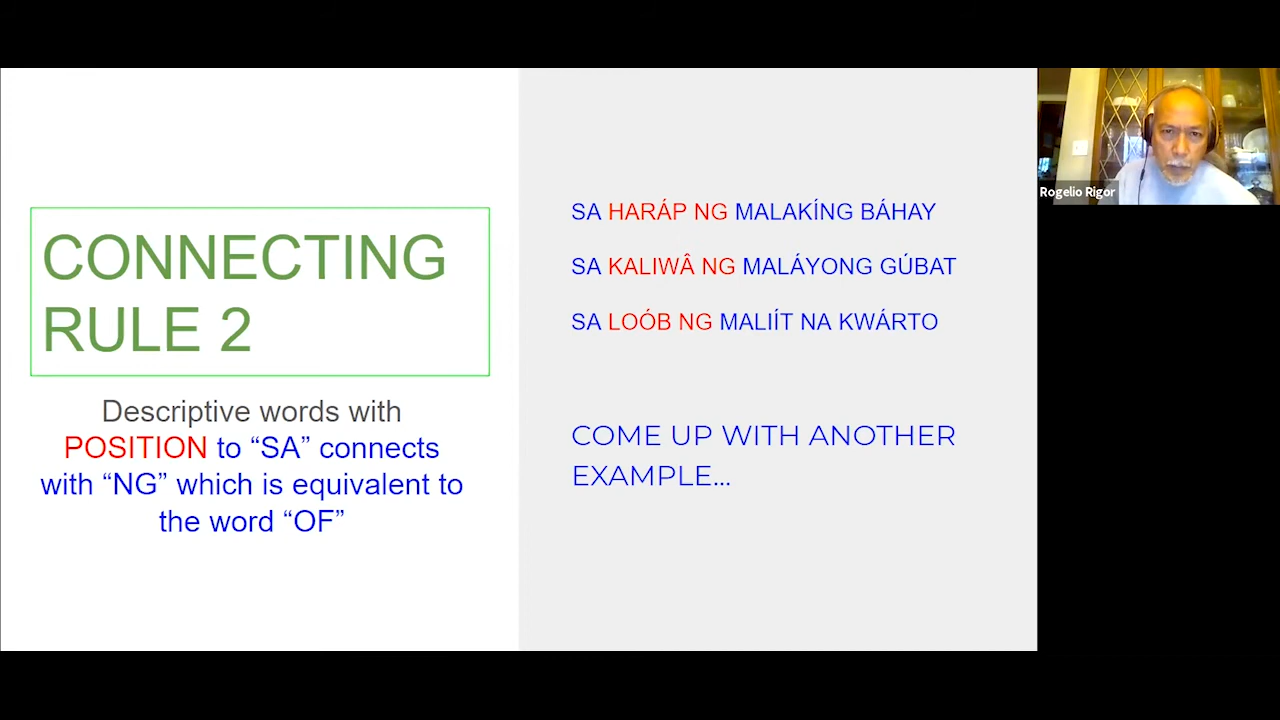 CONNECTING
RULE 2
Descriptive words with
POSITION to “SA” connects
with “NG” which is equivalent to
the word “OF”
SA HARÁP NG MALAKÍNG BÁHAY
SA KALIWÂ NG MALÁYONG GÚBAT
SA LOÓB NG MALIÍT NA KWÁRTO
COME UP WITH ANOTHER
EXAMPLE...
Rogelio Rigor